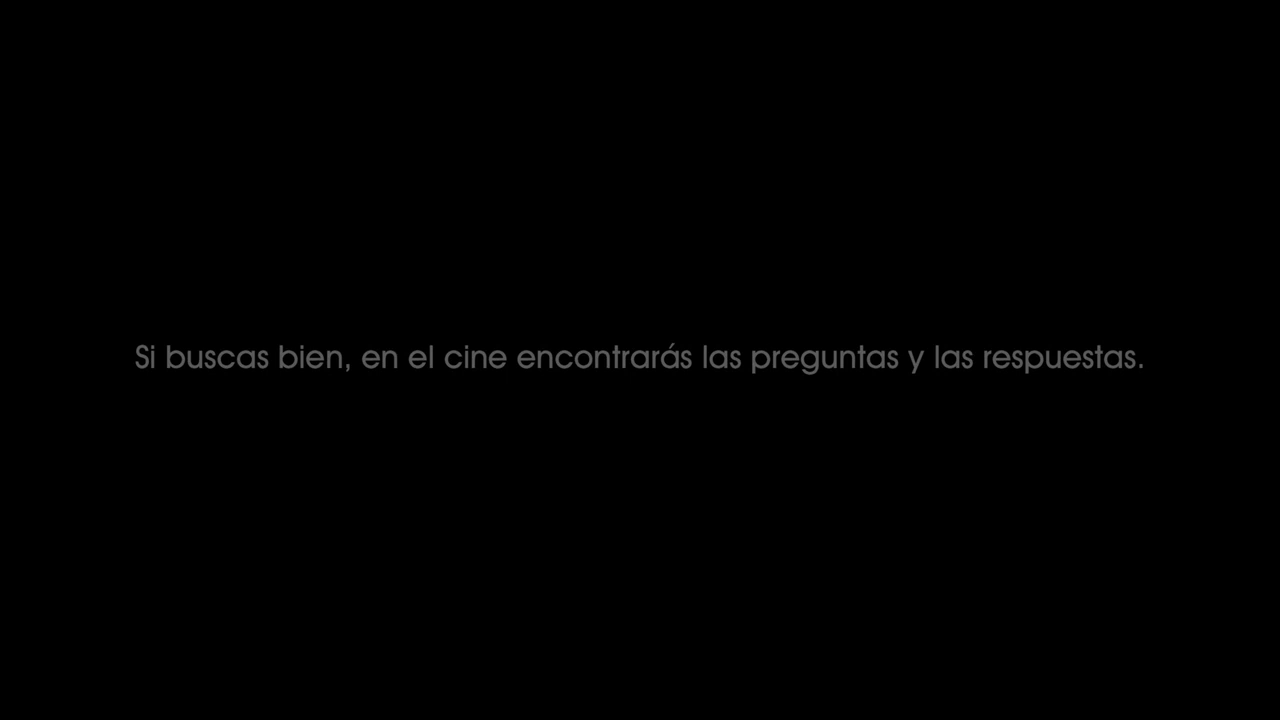 Si buscas bien, en el cine encontrarás las preguntas y las respuestas.